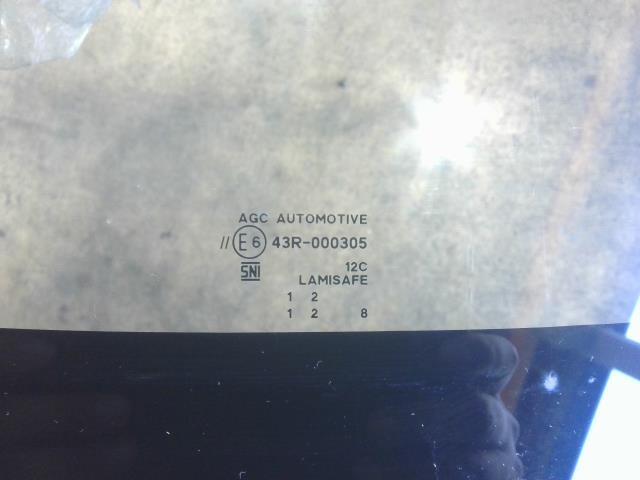 AGC AUTOMOTIVE
// E6 43R-000305
SNI 12C
LAMISAFE
1 2
1 2 8